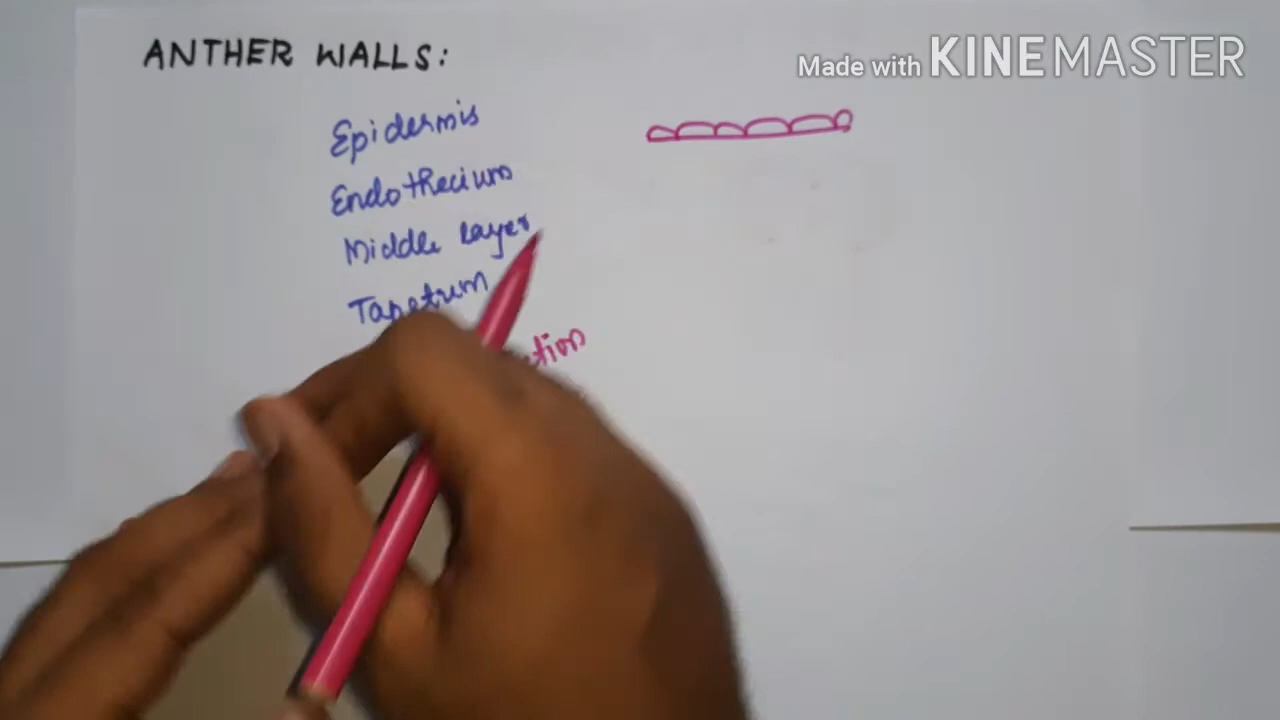 ANTHER WALLS:
Made with KINEMASTER
Epidermis
Endothecium
Middle layer
Tapetum